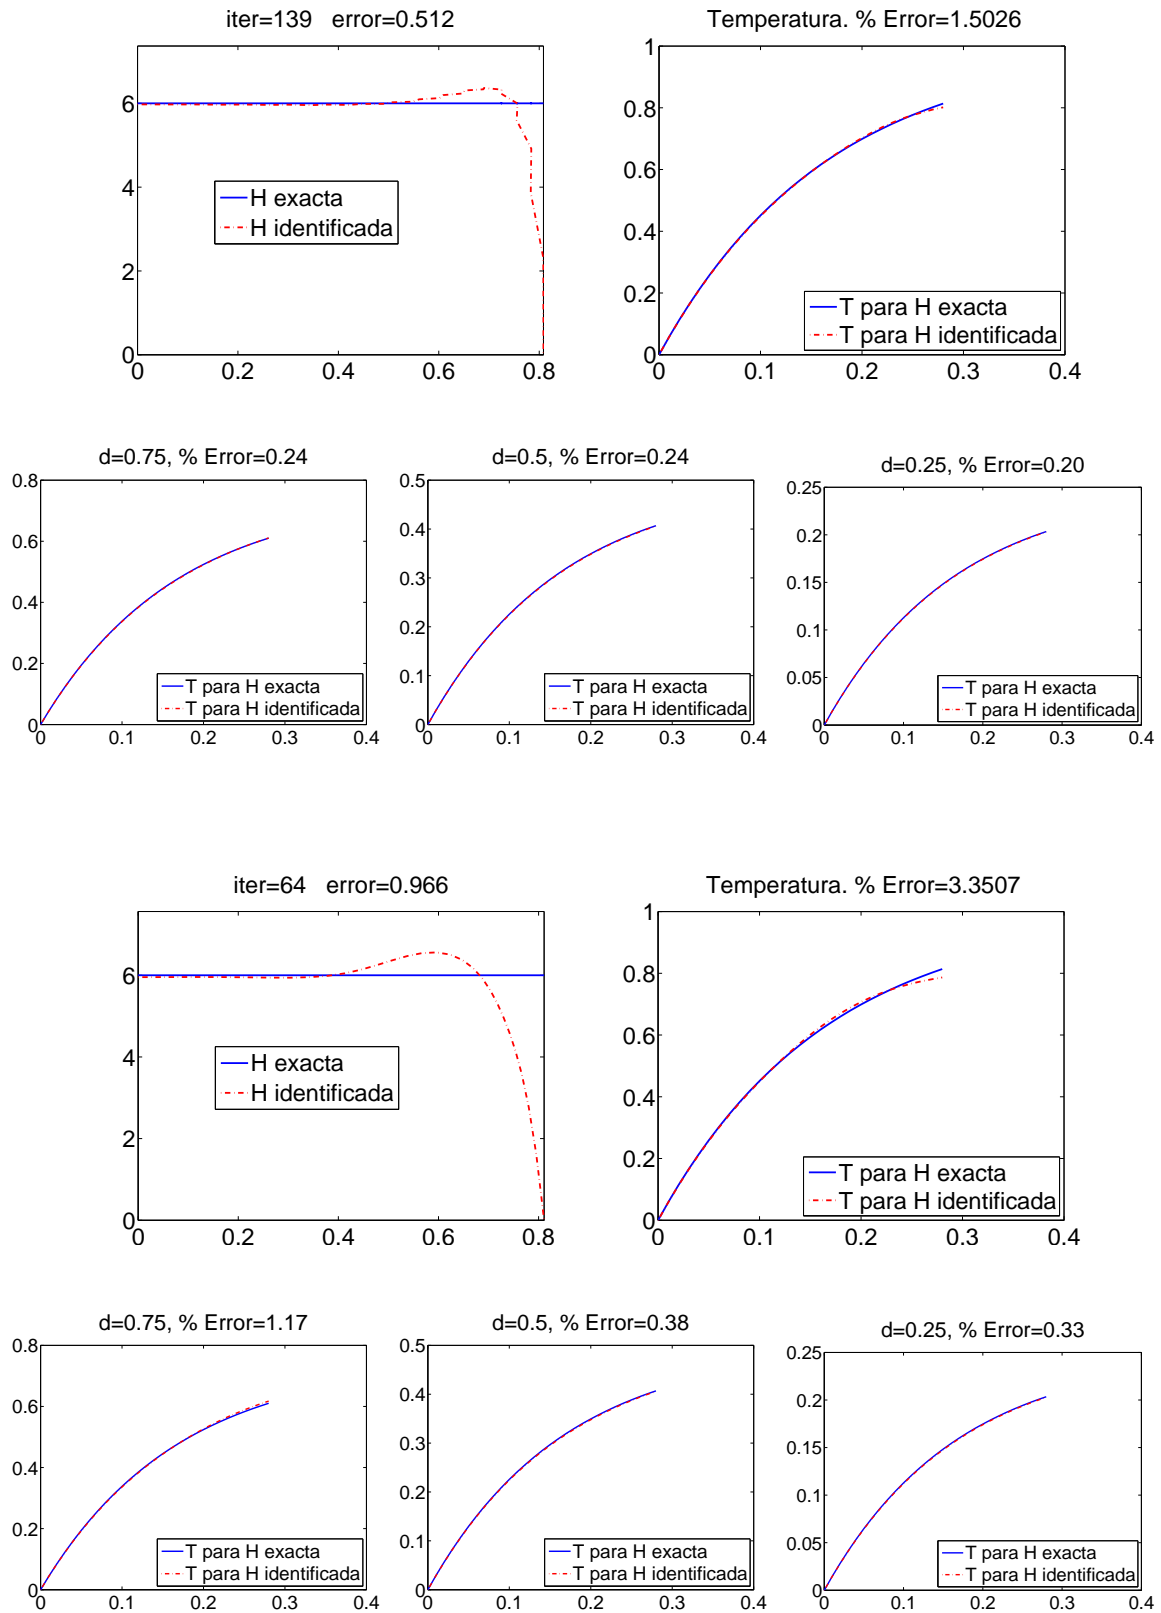 iter=139 error=0.512
6
4
2
0
0 0.2 0.4 0.6 0.8
H exacta
H identificada
Temperatura. % Error=1.5026
1
0.8
0.6
0.4
0.2
0
0 0.1 0.2 0.3 0.4
T para H exacta
T para H identificada
d=0.75, % Error=0.24
0.8
0.6
0.4
0.2
0
0 0.1 0.2 0.3 0.4
T para H exacta
T para H identificada
d=0.5, % Error=0.24
0.5
0.4
0.3
0.2
0.1
0
0 0.1 0.2 0.3 0.4
T para H exacta
T para H identificada
d=0.25, % Error=0.20
0.25
0.2
0.15
0.1
0.05
0
0 0.1 0.2 0.3 0.4
T para H exacta
T para H identificada
iter=64 error=0.966
6
4
2
0
0 0.2 0.4 0.6 0.8
H exacta
H identificada
Temperatura. % Error=3.3507
1
0.8
0.6
0.4
0.2
0
0 0.1 0.2 0.3 0.4
T para H exacta
T para H identificada
d=0.75, % Error=1.17
0.8
0.6
0.4
0.2
0
0 0.1 0.2 0.3 0.4
T para H exacta
T para H identificada
d=0.5, % Error=0.38
0.5
0.4
0.3
0.2
0.1
0
0 0.1 0.2 0.3 0.4
T para H exacta
T para H identificada
d=0.25, % Error=0.33
0.25
0.2
0.15
0.1
0.05
0
0 0.1 0.2 0.3 0.4
T para H exacta
T para H identificada